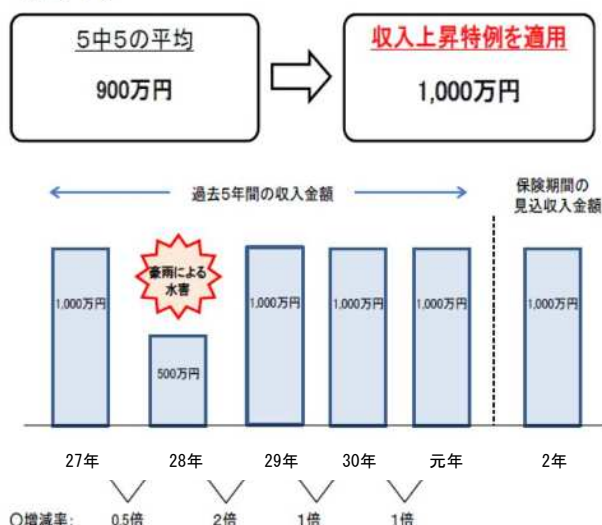 5中5の平均
900万円
収入上昇特例を適用
1,000万円
過去5年間の収入金額
保険期間の
見込収入金額
豪雨による
水害
1,000万円
500万円
1,000万円
1,000万円
1,000万円
1,000万円
27年 28年 29年 30年 元年 2年
〇増減率: 0.5倍 2倍 1倍 1倍